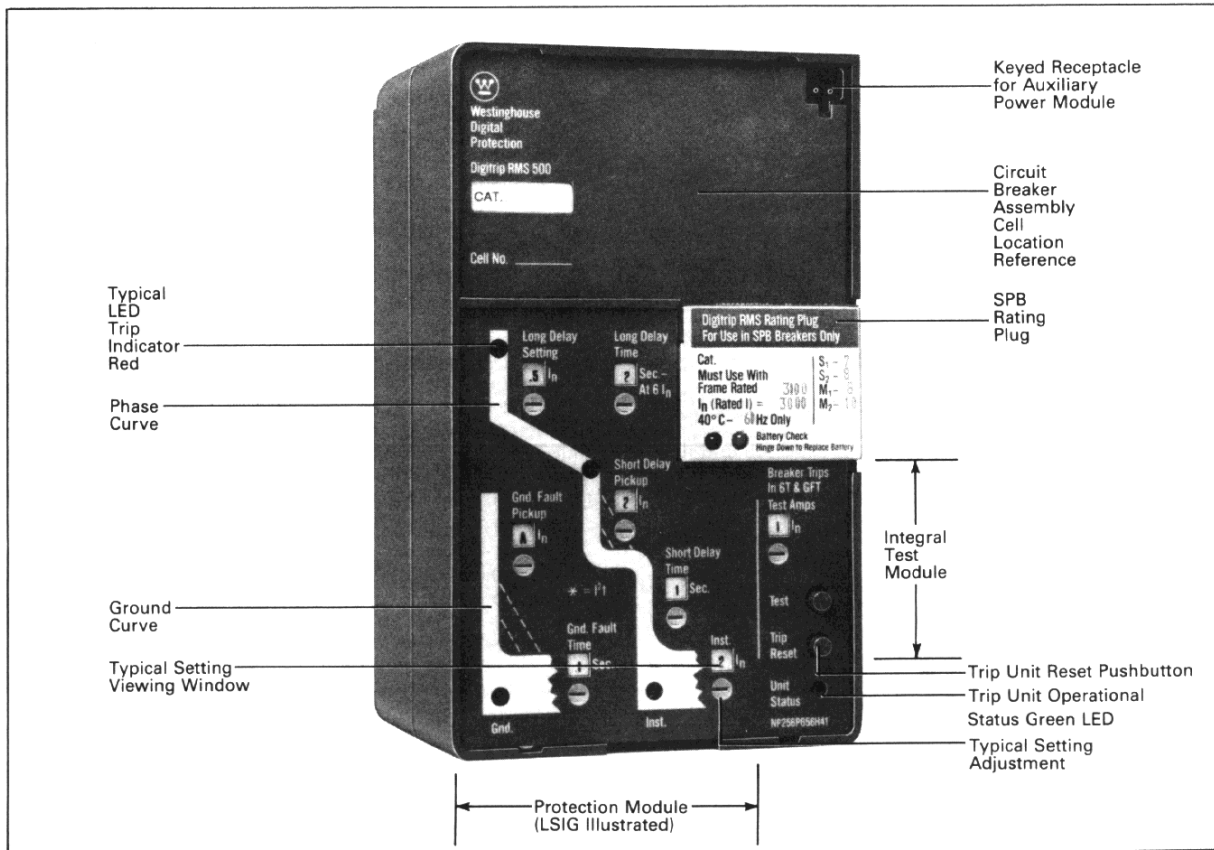 Keyed Receptacle
for Auxiliary
Power Module
Circuit
Breaker
Assembly
Cell
Location
Reference
SPB
Rating
Plug
Typical
LED
Trip
Indicator
Red
Phase
Curve
Ground
Curve
Typical Setting
Viewing Window
Integral
Test
Module
Trip Unit Reset Pushbutton
Trip Unit Operational
Status Green LED
Typical Setting
Adjustment
Protection Module
(LSIG Illustrated)
W
Westinghouse
Digital
Protection
Digitrip RMS 500
CAT.
Cell No.
Digitrip RMS Rating Plug
For Use in SPB Breakers Only
Cat.
Must Use With
Frame Rated
In (Rated I) = 3000
40°C – 60Hz Only
S1 –
S2 –
M1 –
M2 –
Battery Check
Hinge Down to Replace Battery
Long Delay
Setting
.5 In
Long Delay
Time
2 Sec –
At 6 In
Short Delay
Pickup
2 In
Gnd. Fault
Pickup
A In
Short Delay
Time
1 Sec.
* = I²t
Gnd. Fault
Time
Sec.
Inst.
2 In
Gnd.
Inst.
Breaker Trips
In 6T & GFT
Test Amps
1 In
Test
Trip
Reset
Unit
Status